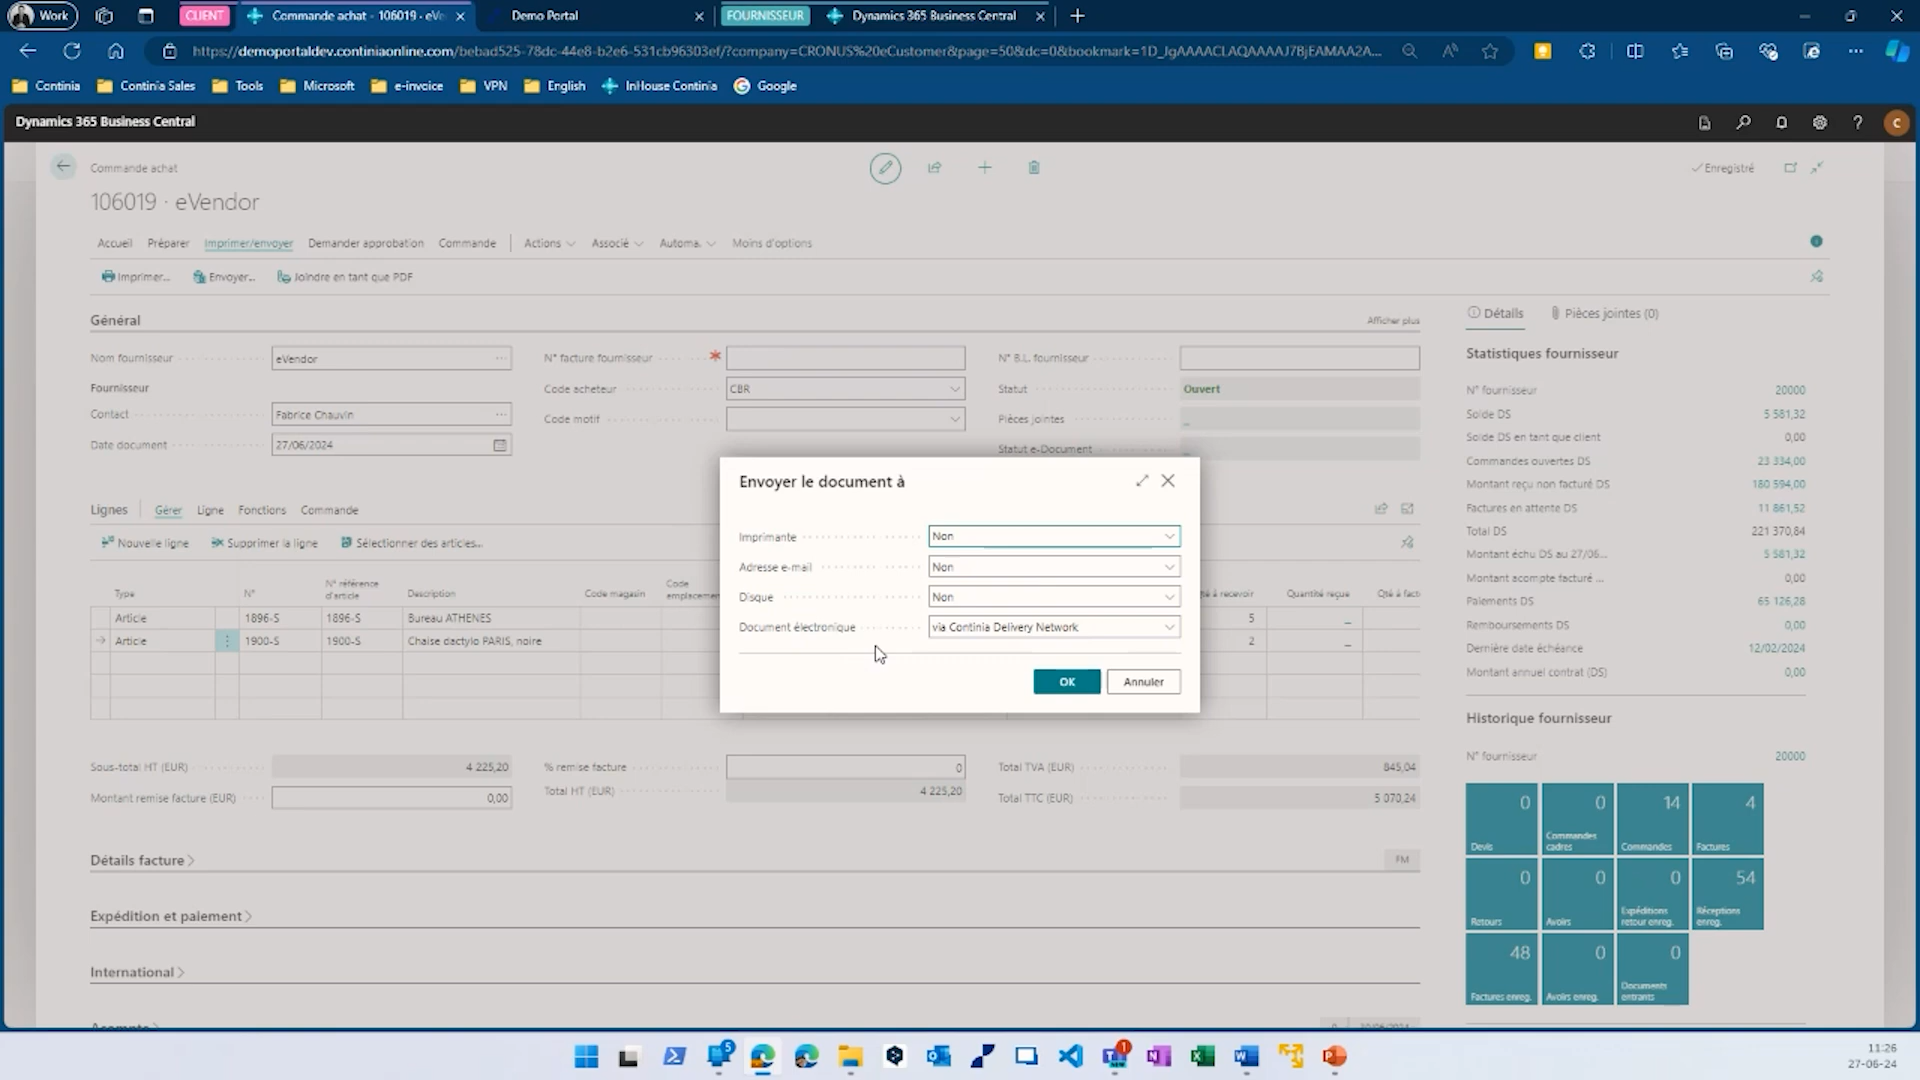 Work
CLIENT
Commande achat - 106019 - eVe
Demo Portal
FOURNISSEUR
Dynamics 365 Business Central
https://demoportaldev.continiaonline.com/bebad525-78dc-44e8-b2e6-531cb96303ef/?company=CRONUS%20eCustomer&page=50&dc=0&bookmark=1D_JgAAAACLAQAAAAJ7BjEAMAA2A...
Continia
Continia Sales
Tools
Microsoft
e-invoice
VPN
English
InHouse Continia
Google
Dynamics 365 Business Central
C
Commande achat
Enregistré
106019 · eVendor
Accueil
Préparer
Imprimer/envoyer
Demander approbation
Commande
Actions
Associé
Automa.
Moins d'options
Imprimer...
Envoyer...
Joindre en tant que PDF
Général
Afficher plus
Nom fournisseur
eVendor
N° facture fournisseur
N° B.L. fournisseur
Fournisseur
Code acheteur
CBR
Statut
Ouvert
Contact
Fabrice Chauvin
Code motif
Pièces jointes
_
Date document
27/06/2024
Statut e-Document
Lignes
Gérer
Ligne
Fonctions
Commande
Nouvelle ligne
Supprimer la ligne
Sélectionner des articles...
Type
N°
N° référence d'article
Description
Code magasin
Code emplacemen
té à recevoir
Quantité reçue
Qté à fact
Article
1896-S
1896-S
Bureau ATHENES
5
_
Article
1900-S
1900-S
Chaise dactylo PARIS, noire
2
_
Sous-total HT (EUR)
4 225,20
% remise facture
0
Total TVA (EUR)
845,04
Montant remise facture (EUR)
0,00
Total HT (EUR)
4 225,20
Total TTC (EUR)
5 070,24
Détails facture
FM
Expédition et paiement
International
Envoyer le document à
Imprimante
Non
Adresse e-mail
Non
Disque
Non
Document électronique
via Continia Delivery Network
OK
Annuler
Détails
Pièces jointes (0)
Statistiques fournisseur
N° fournisseur
20000
Solde DS
5 581,32
Solde DS en tant que client
0,00
Commandes ouvertes DS
23 334,00
Montant reçu non facturé DS
180 594,00
Factures en attente DS
11 861,52
Total DS
221 370,84
Montant échu DS au 27/06...
5 581,32
Montant acompte facturé ...
0,00
Paiements DS
65 126,28
Remboursements DS
0,00
Dernière date échéance
12/02/2024
Montant annuel contrat (DS)
0,00
Historique fournisseur
N° fournisseur
20000
0
Devis
0
Commandes cadres
14
Commandes
4
Factures
0
Retours
0
Avoirs
0
Expéditions retour enreg.
54
Réceptions enreg.
48
Factures enreg.
0
Avoirs enreg.
0
Documents entrants
5
1
11:26
27-06-24